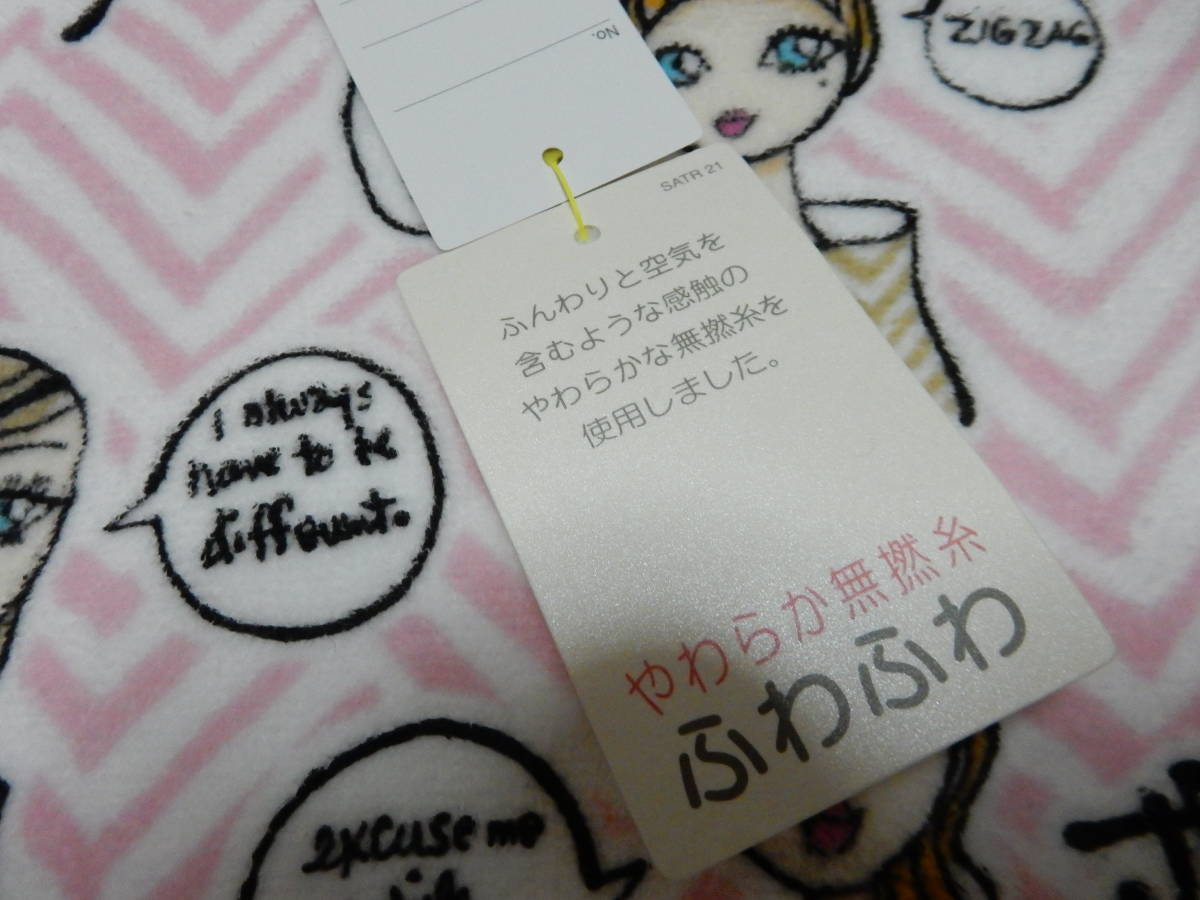 No.
ZIGZAG
SATR 21
ふんわりと空気を
含むような感触の
やわらかな無撚糸を
使用しました。
I always
have to be
different.
やわらか無撚糸
ふわふわ
excuse me